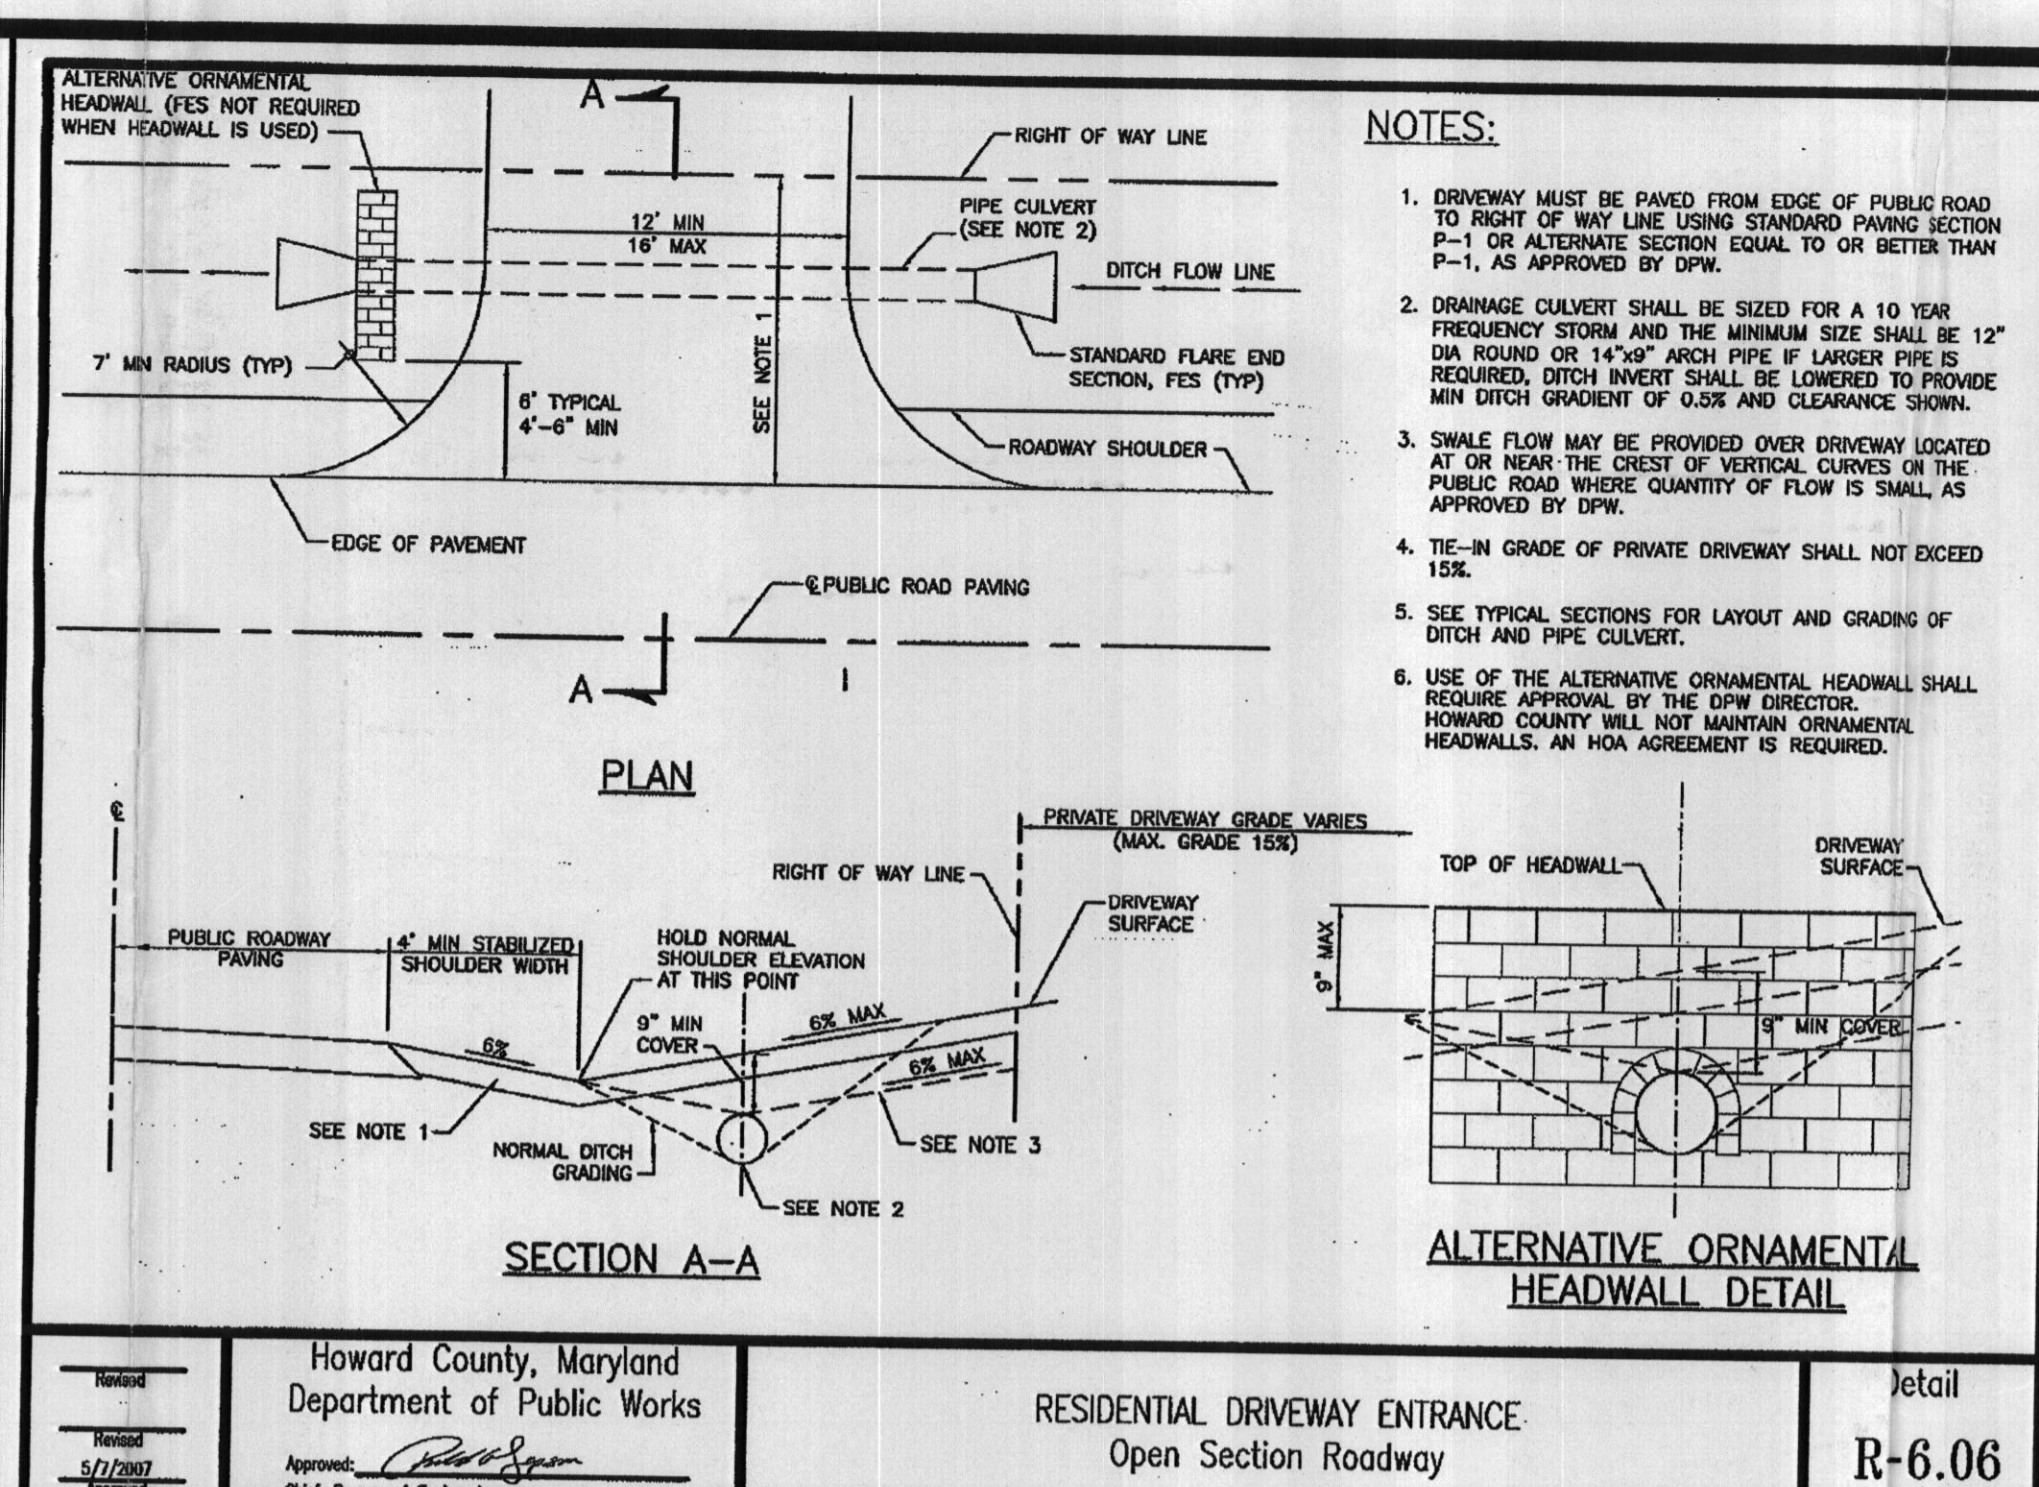 ALTERNATIVE ORNAMENTAL
HEADWALL (FES NOT REQUIRED
WHEN HEADWALL IS USED)
A
RIGHT OF WAY LINE
12' MIN
16' MAX
PIPE CULVERT
(SEE NOTE 2)
DITCH FLOW LINE
SEE NOTE 1
7' MIN RADIUS (TYP)
STANDARD FLARE END
SECTION, FES (TYP)
6' TYPICAL
4'-6" MIN
ROADWAY SHOULDER
EDGE OF PAVEMENT
℄ PUBLIC ROAD PAVING
A
PLAN
NOTES:
1. DRIVEWAY MUST BE PAVED FROM EDGE OF PUBLIC ROAD
TO RIGHT OF WAY LINE USING STANDARD PAVING SECTION
P-1 OR ALTERNATE SECTION EQUAL TO OR BETTER THAN
P-1, AS APPROVED BY DPW.
2. DRAINAGE CULVERT SHALL BE SIZED FOR A 10 YEAR
FREQUENCY STORM AND THE MINIMUM SIZE SHALL BE 12"
DIA ROUND OR 14"x9" ARCH PIPE IF LARGER PIPE IS
REQUIRED, DITCH INVERT SHALL BE LOWERED TO PROVIDE
MIN DITCH GRADIENT OF 0.5% AND CLEARANCE SHOWN.
3. SWALE FLOW MAY BE PROVIDED OVER DRIVEWAY LOCATED
AT OR NEAR THE CREST OF VERTICAL CURVES ON THE
PUBLIC ROAD WHERE QUANTITY OF FLOW IS SMALL, AS
APPROVED BY DPW.
4. TIE-IN GRADE OF PRIVATE DRIVEWAY SHALL NOT EXCEED
15%.
5. SEE TYPICAL SECTIONS FOR LAYOUT AND GRADING OF
DITCH AND PIPE CULVERT.
6. USE OF THE ALTERNATIVE ORNAMENTAL HEADWALL SHALL
REQUIRE APPROVAL BY THE DPW DIRECTOR.
HOWARD COUNTY WILL NOT MAINTAIN ORNAMENTAL
HEADWALLS. AN HOA AGREEMENT IS REQUIRED.
℄
PRIVATE DRIVEWAY GRADE VARIES
(MAX. GRADE 15%)
RIGHT OF WAY LINE
DRIVEWAY
SURFACE
PUBLIC ROADWAY
PAVING
4' MIN STABILIZED
SHOULDER WIDTH
HOLD NORMAL
SHOULDER ELEVATION
AT THIS POINT
9" MIN
COVER
6% MAX
6%
6% MAX
SEE NOTE 1
NORMAL DITCH
GRADING
SEE NOTE 3
SEE NOTE 2
SECTION A-A
TOP OF HEADWALL
DRIVEWAY
SURFACE
9" MAX
9" MIN COVER
ALTERNATIVE ORNAMENTAL
HEADWALL DETAIL
Revised
Revised
5/7/2007
Howard County, Maryland
Department of Public Works
Approved:
RESIDENTIAL DRIVEWAY ENTRANCE
Open Section Roadway
Detail
R-6.06